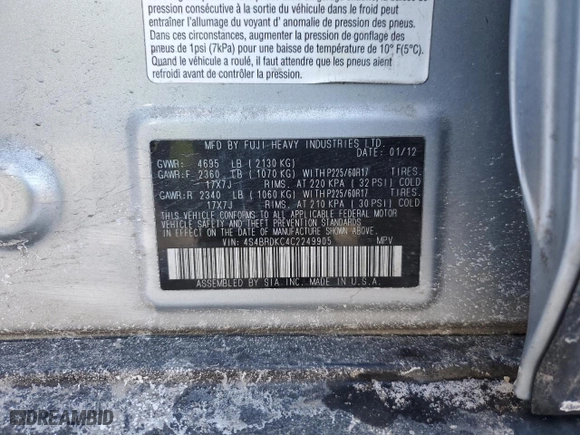 pression consécutive à la baisse de
pression lors de la sortie du véhicule dans le froid peut
entraîner l'allumage du voyant d' anomalie de pression des pneus.
Dans ces circonstances, augmenter la pression de gonflage des
pneus de 1psi (7kPa) pour une baisse de température de 10° F(5°C).
Quand le véhicule a roulé, il faut attendre que les pneus aient
refroidi avant de contrôler la pression.
MFD BY FUJI HEAVY INDUSTRIES LTD.
DATE: 01/12
GVWR: 4695 LB (2130 KG)
GAWR:F 2360 LB (1070 KG) WITH P225/60R17 TIRES.
17X7J RIMS. AT 220 KPA (32 PSI) COLD
GAWR:R 2340 LB (1060 KG) WITH P225/60R17 TIRES.
17X7J RIMS. AT 210 KPA (30 PSI) COLD
THIS VEHICLE CONFORMS TO ALL APPLICABLE FEDERAL MOTOR
VEHICLE SAFETY AND THEFT PREVENTION STANDARDS IN EFFECT
ON THE DATE OF MANUFACTURE SHOWN ABOVE.
VIN: 4S4BRDKC4C2249905 MPV
ASSEMBLED BY SIA INC. MADE IN U.S.A.
DREAMBID